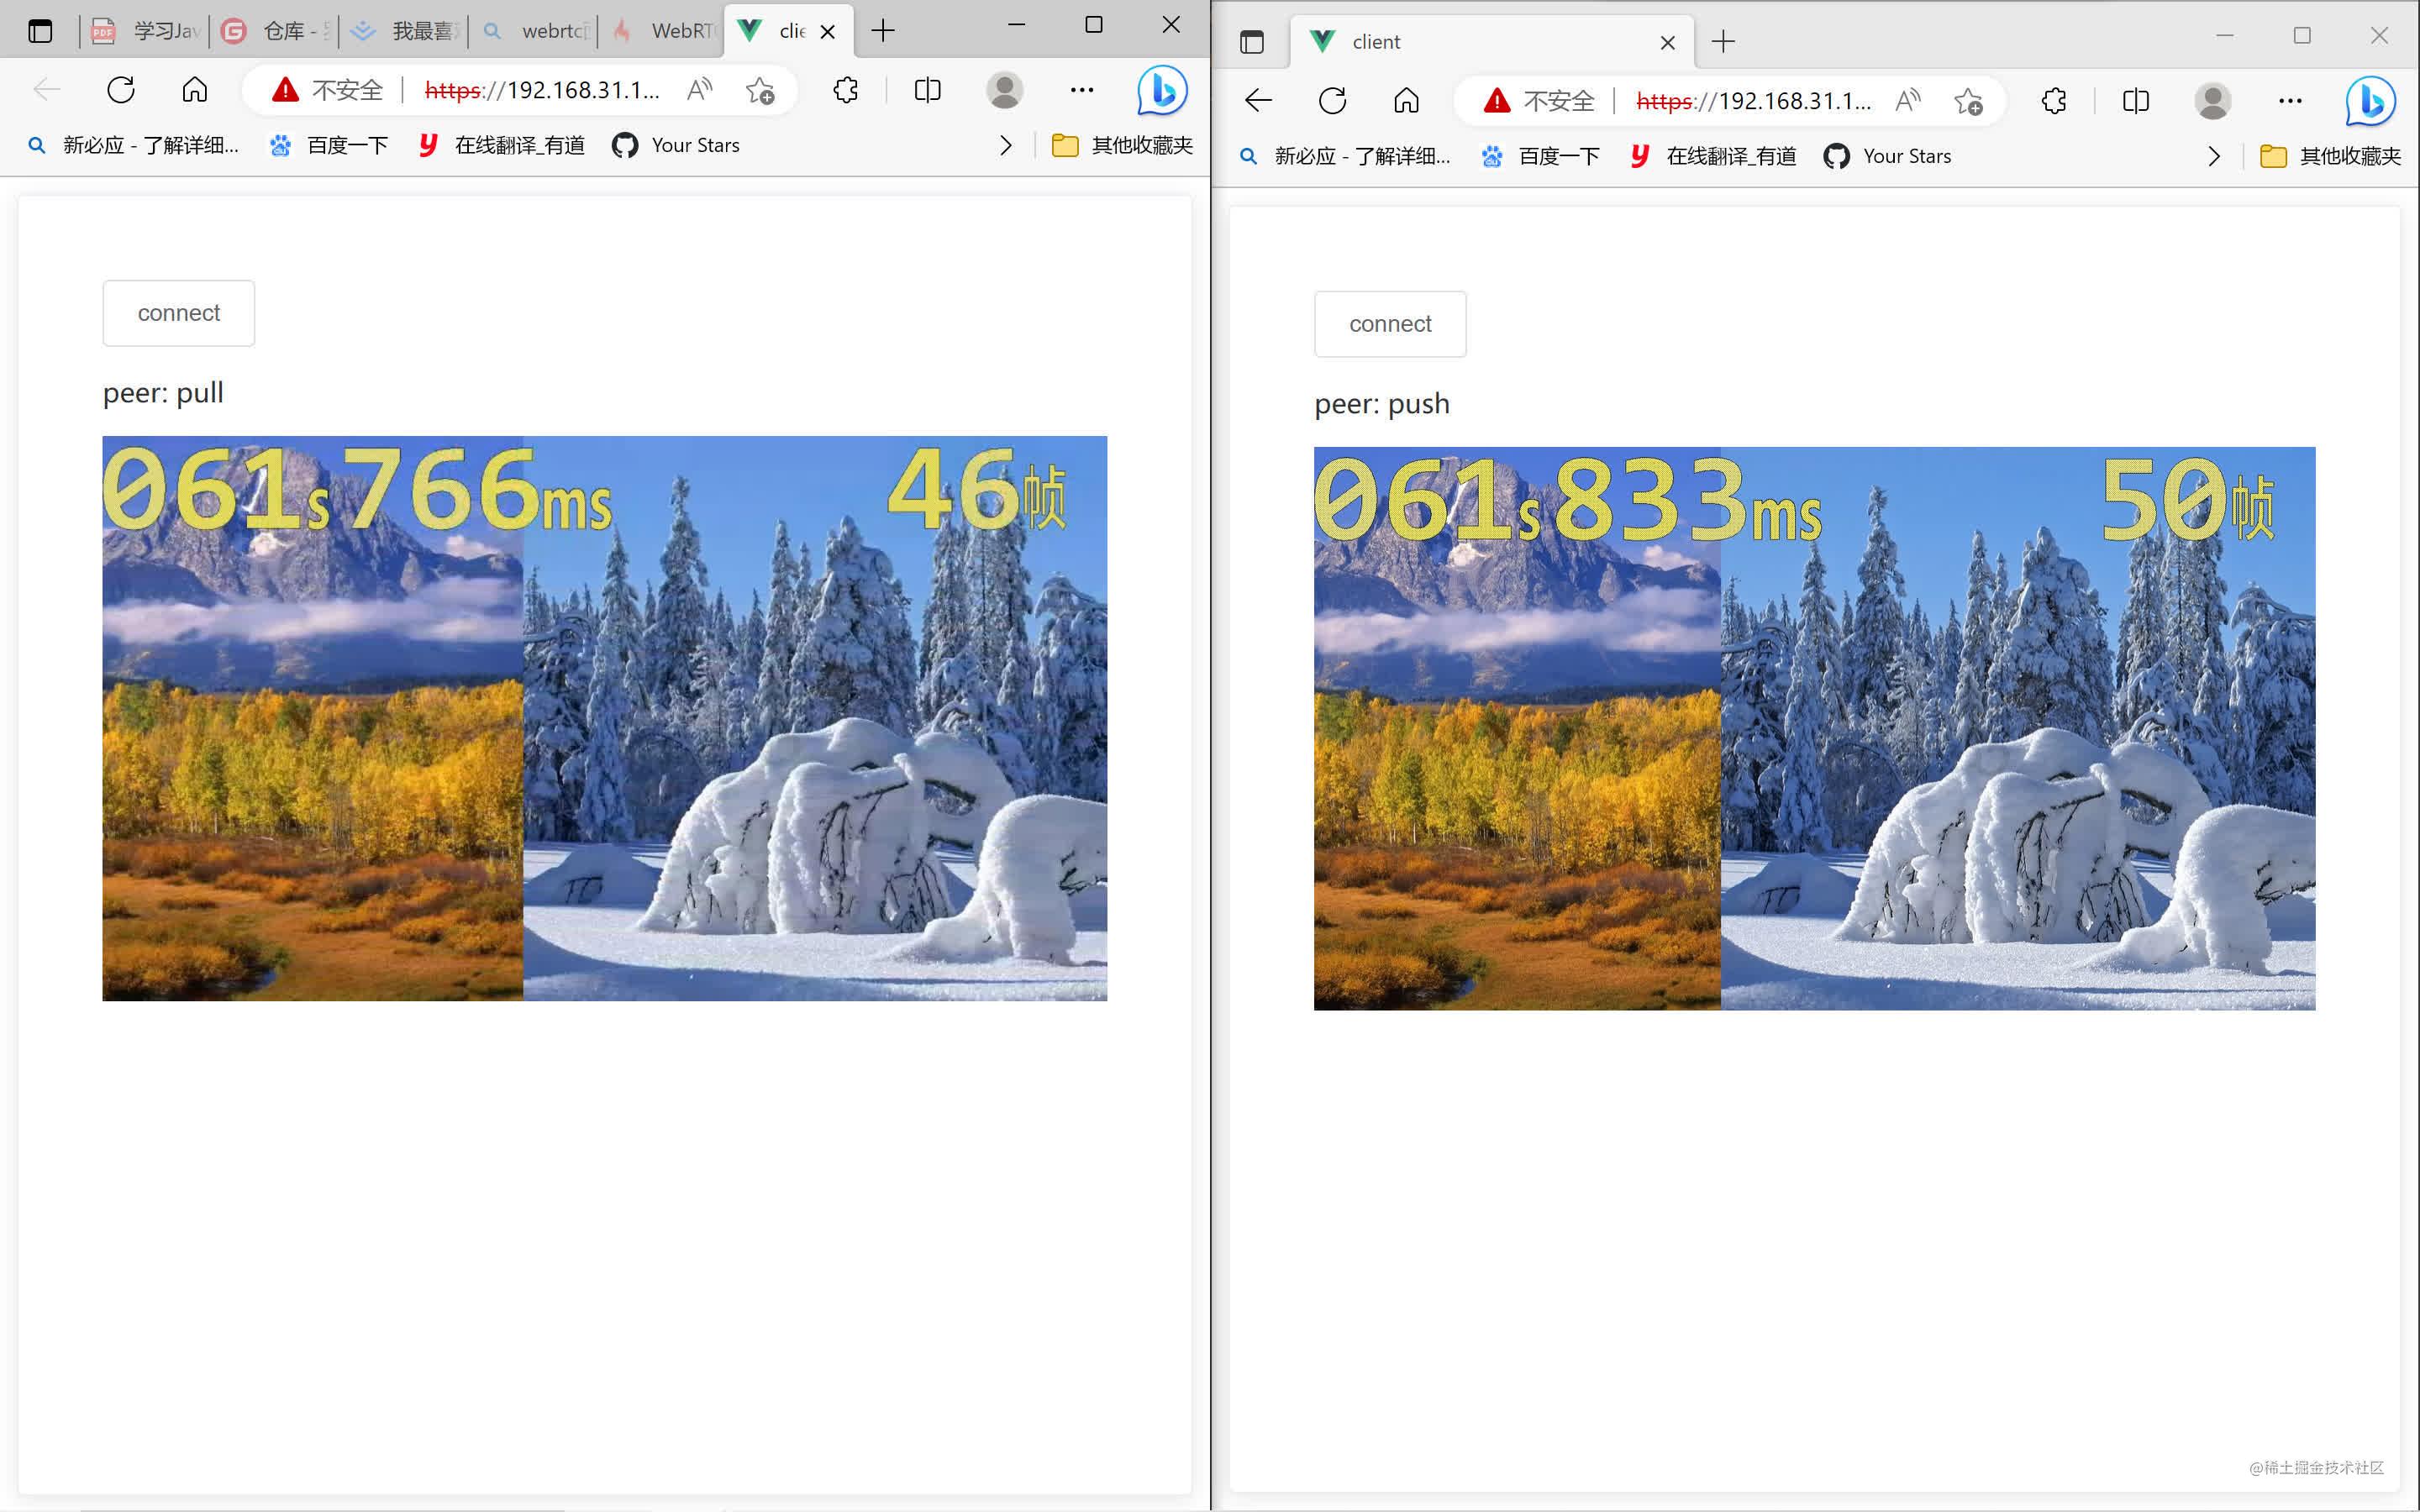 学习Jav
仓库 -
我最喜
webrtc
WebRT
clie
不安全
https://192.168.31.1...
新必应 - 了解详细...
百度一下
在线翻译_有道
Your Stars
其他收藏夹
connect
peer: pull
061s766ms
46帧
client
不安全
https://192.168.31.1...
新必应 - 了解详细...
百度一下
在线翻译_有道
Your Stars
其他收藏夹
connect
peer: push
061s833ms
50帧
@稀土掘金技术社区